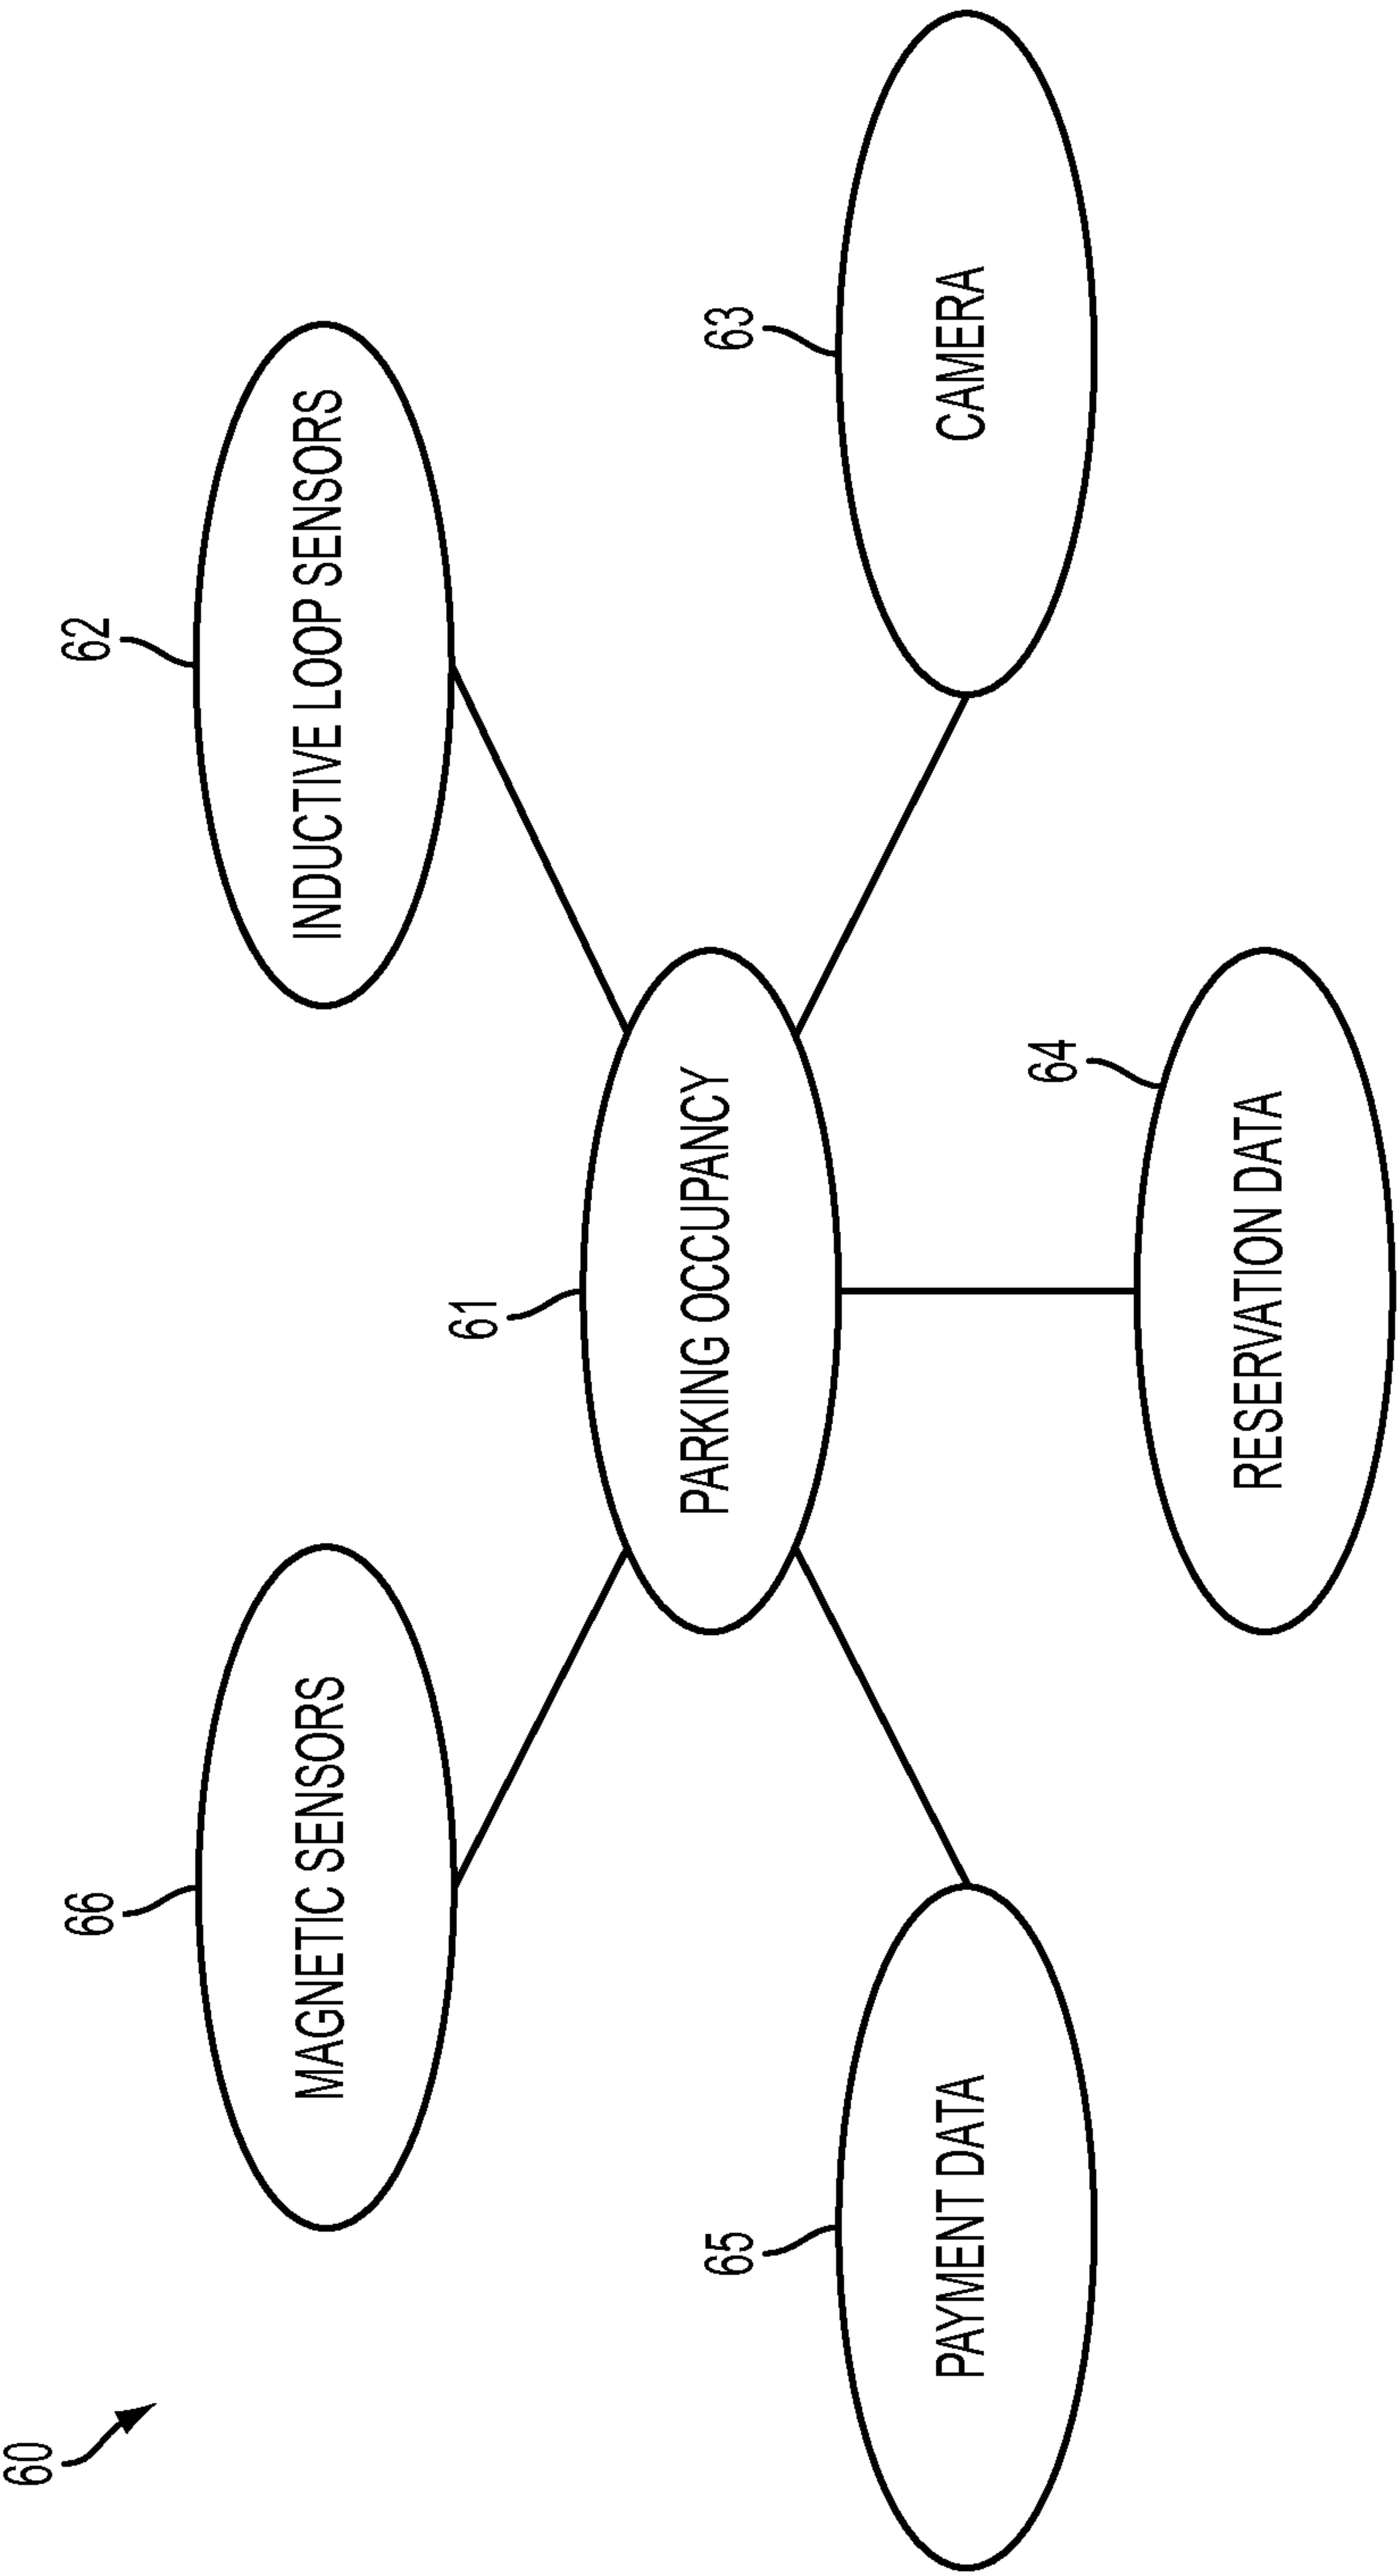 60
66
MAGNETIC SENSORS
62
INDUCTIVE LOOP SENSORS
61
PARKING OCCUPANCY
65
PAYMENT DATA
63
CAMERA
64
RESERVATION DATA